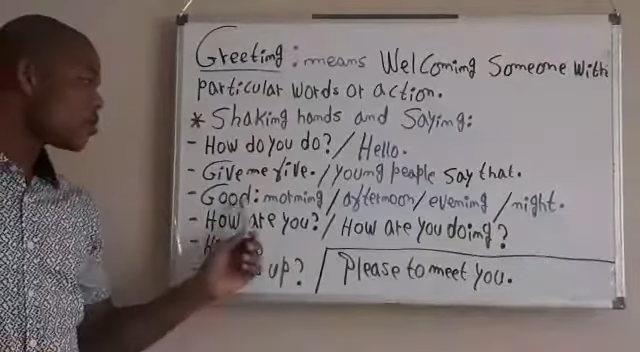 Greeting: means Welcoming Someone With
particular words or action.
* Shaking hands and Saying:
- How do you do? / Hello.
- Give me five. / young peaple say that.
- Good: morning / afternoon / evening / night.
- How are you? / How are you doimg?
up? / Please to meet you.